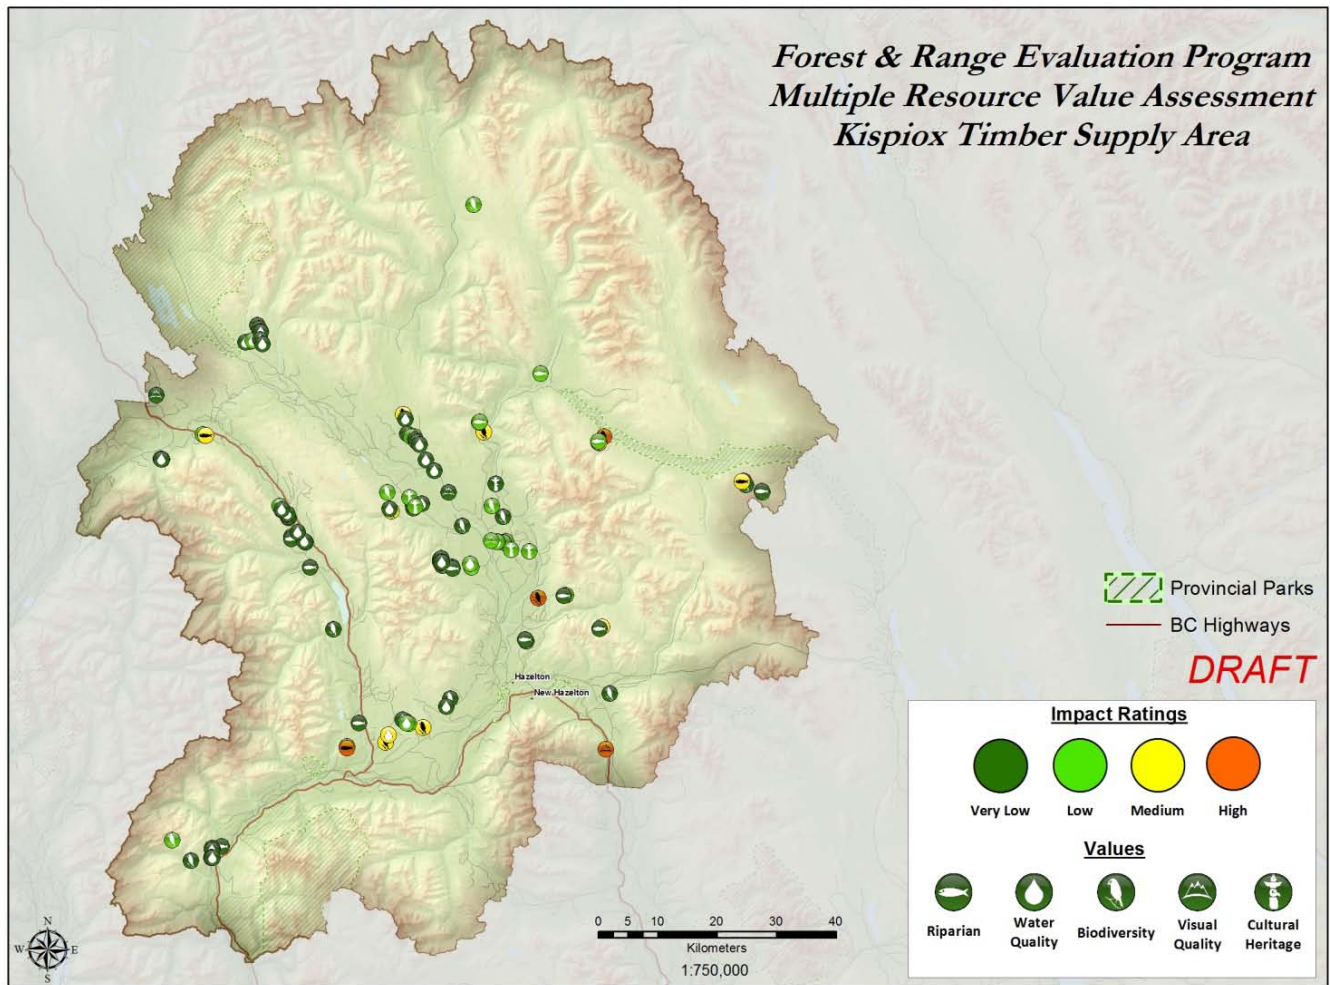 Forest & Range Evaluation Program
Multiple Resource Value Assessment
Kispiox Timber Supply Area
Hazelton
New Hazelton
Provincial Parks
BC Highways
DRAFT
Impact Ratings
Very Low Low Medium High
Values
Riparian Water Quality Biodiversity Visual Quality Cultural Heritage
N
W E
S
0 5 10 20 30 40
Kilometers
1:750,000